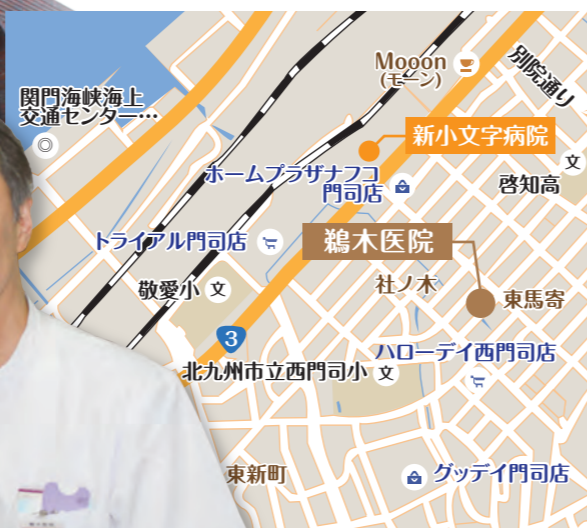 Mooon
(モーン)
別院通り
関門海峡海上
交通センター…
新小文字病院
ホームプラザナフコ
門司店
啓知高
文
トライアル門司店
鵜木医院
敬愛小
文
社ノ木
東馬寄
3
ハローデイ西門司店
北九州市立西門司小
文
東新町
グッデイ門司店